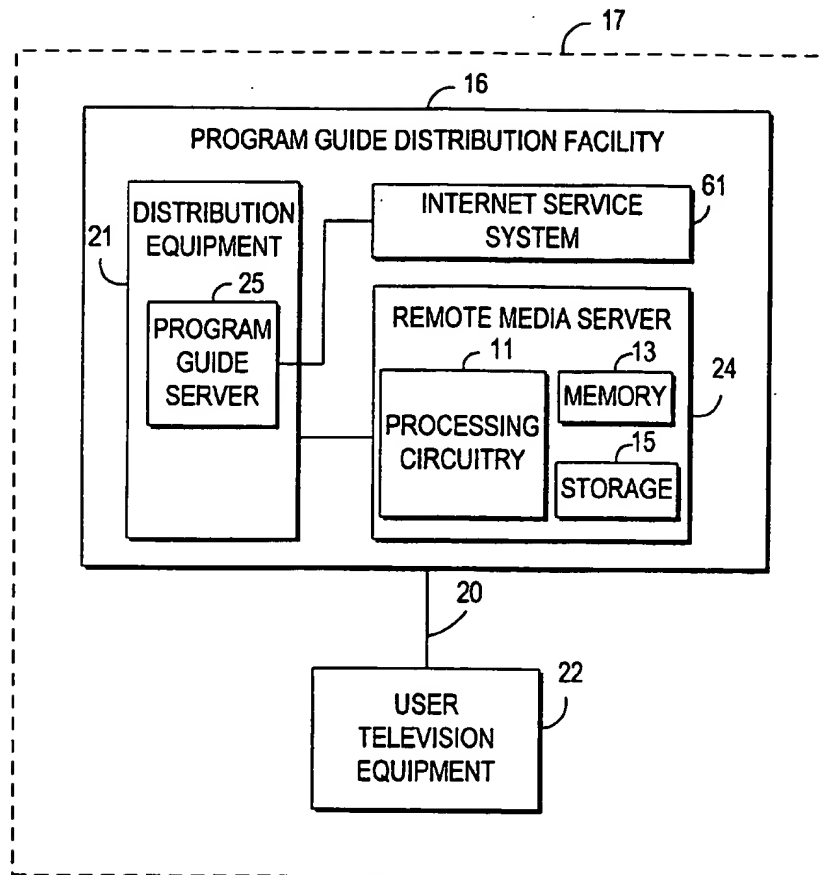 17
16
PROGRAM GUIDE DISTRIBUTION FACILITY
DISTRIBUTION
EQUIPMENT
21
25
PROGRAM
GUIDE
SERVER
INTERNET SERVICE
SYSTEM
61
REMOTE MEDIA SERVER
11
PROCESSING
CIRCUITRY
13
MEMORY
24
15
STORAGE
20
22
USER
TELEVISION
EQUIPMENT